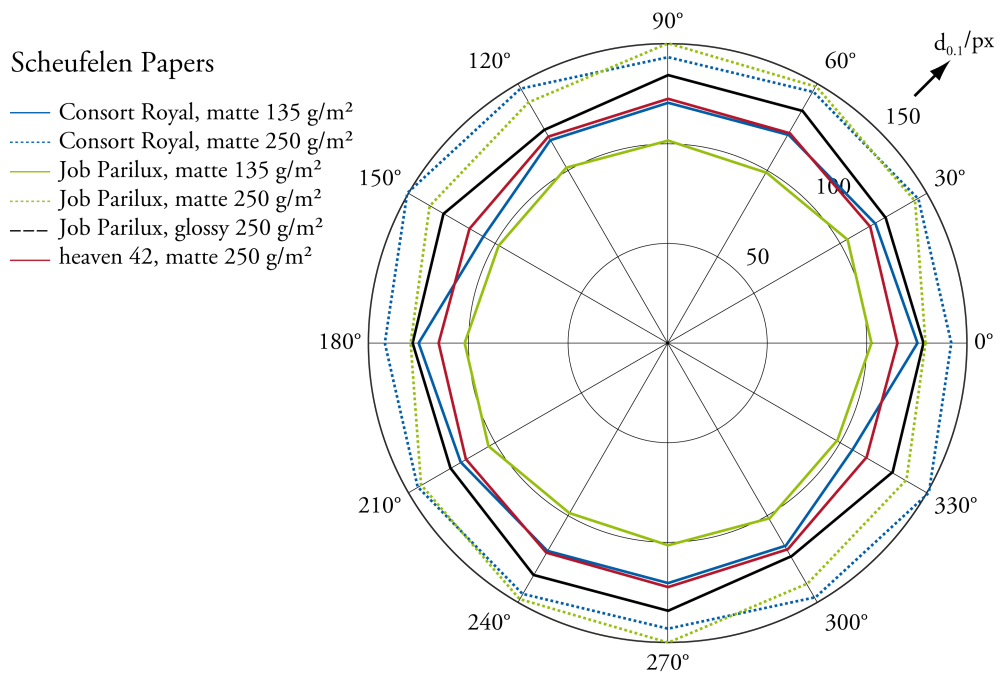 Scheufelen Papers
Consort Royal, matte 135 g/m²
Consort Royal, matte 250 g/m²
Job Parilux, matte 135 g/m²
Job Parilux, matte 250 g/m²
Job Parilux, glossy 250 g/m²
heaven 42, matte 250 g/m²
90°
120°
60°
d0.1/px
150
150°
100
30°
50
180°
0°
210°
330°
240°
300°
270°